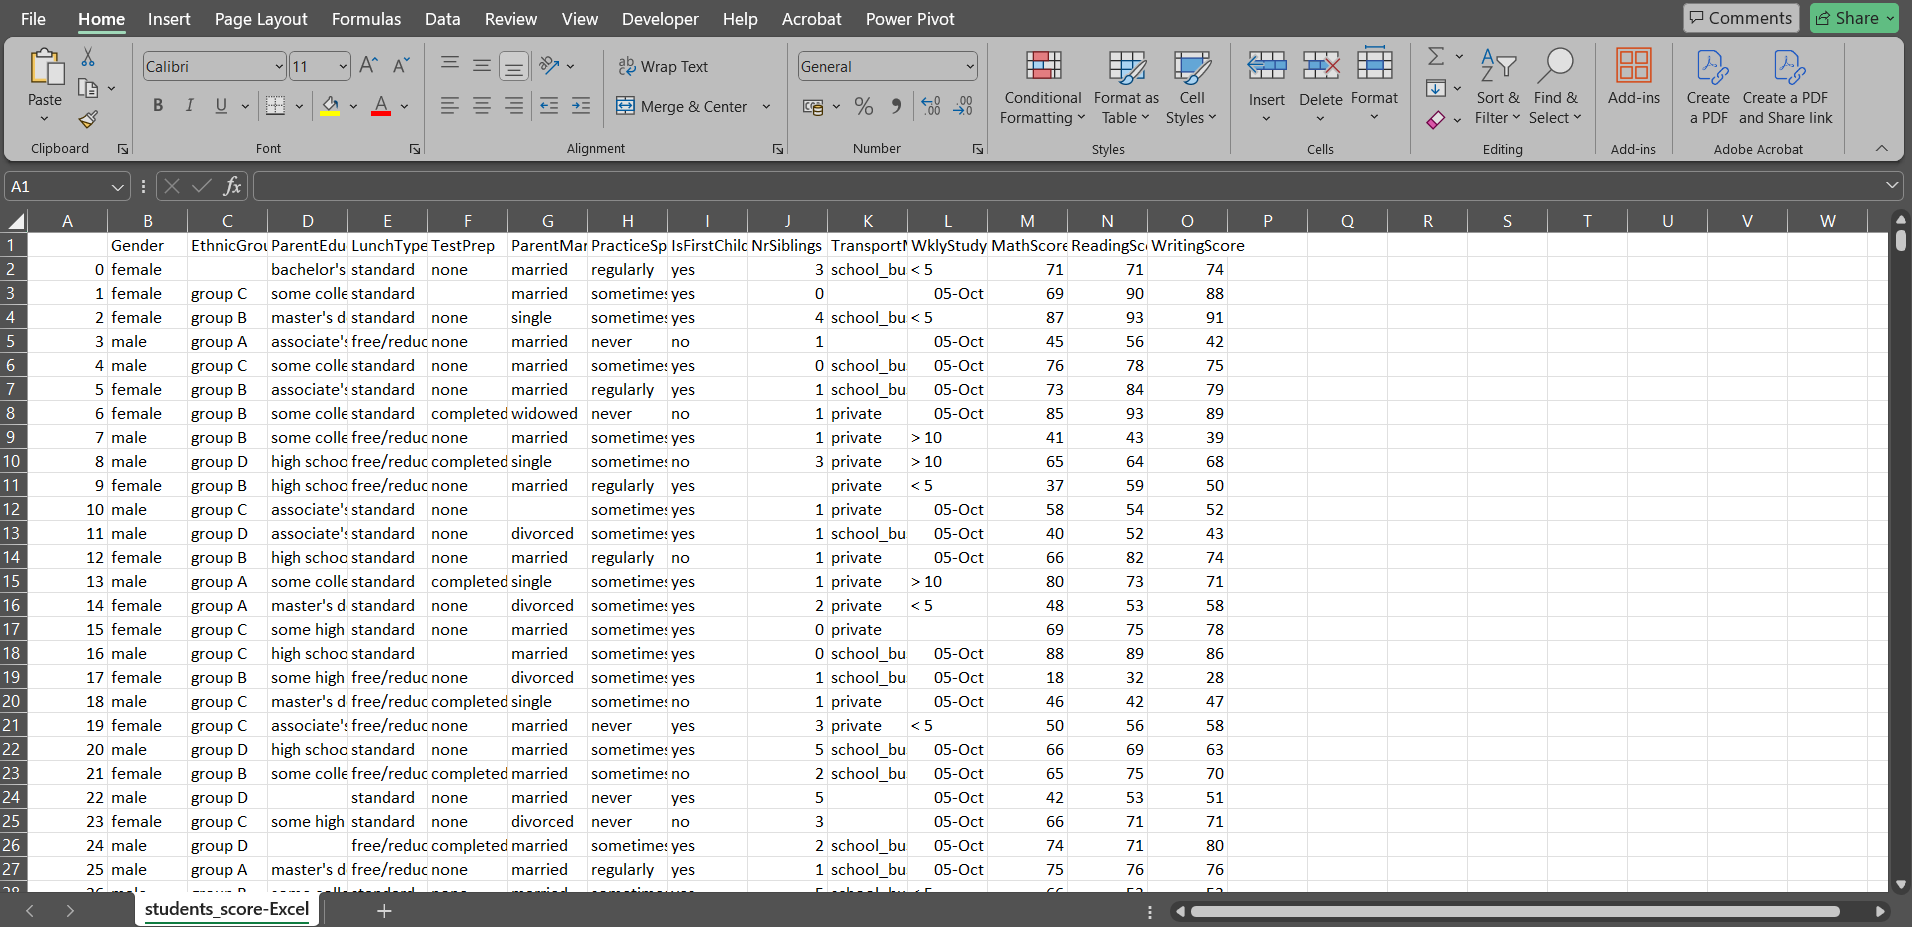 File Home Insert Page Layout Formulas Data Review View Developer Help Acrobat Power Pivot Comments Share
Paste Calibri 11 Wrap Text General Conditional Formatting Format as Table Cell Styles Insert Delete Format Sort & Filter Find & Select Add-ins Create a PDF Create a PDF and Share link
B I U A Merge & Center % 9
Clipboard Font Alignment Number Styles Cells Editing Add-ins Adobe Acrobat
A1 fx
A B C D E F G H I J K L M N O P Q R S T U V W
1 Gender EthnicGrou ParentEdu LunchType TestPrep ParentMar PracticeSp IsFirstChild NrSiblings TransportM WklyStudy MathScore ReadingSco WritingScore
2 0 female bachelor's standard none married regularly yes 3 school_bu < 5 71 71 74
3 1 female group C some colle standard married sometimes yes 0 05-Oct 69 90 88
4 2 female group B master's d standard none single sometimes yes 4 school_bu < 5 87 93 91
5 3 male group A associate's free/reduc none married never no 1 05-Oct 45 56 42
6 4 male group C some colle standard none married sometimes yes 0 school_bu 05-Oct 76 78 75
7 5 female group B associate's standard none married regularly yes 1 school_bu 05-Oct 73 84 79
8 6 female group B some colle standard completed widowed never no 1 private 05-Oct 85 93 89
9 7 male group B some colle free/reduc none married sometimes yes 1 private > 10 41 43 39
10 8 male group D high schoo free/reduc completed single sometimes no 3 private > 10 65 64 68
11 9 female group B high schoo free/reduc none married regularly yes private < 5 37 59 50
12 10 male group C associate's standard none sometimes yes 1 private 05-Oct 58 54 52
13 11 male group D associate's standard none divorced sometimes yes 1 school_bu 05-Oct 40 52 43
14 12 female group B high schoo standard none married regularly no 1 private 05-Oct 66 82 74
15 13 male group A some colle standard completed single sometimes yes 1 private > 10 80 73 71
16 14 female group A master's d standard none divorced sometimes yes 2 private < 5 48 53 58
17 15 female group C some high standard none married sometimes yes 0 private 69 75 78
18 16 male group C high schoo standard married sometimes yes 0 school_bu 05-Oct 88 89 86
19 17 female group B some high free/reduc none divorced sometimes yes 1 school_bu 05-Oct 18 32 28
20 18 male group C master's d free/reduc completed single sometimes no 1 private 05-Oct 46 42 47
21 19 female group C associate's free/reduc none married never yes 3 private < 5 50 56 58
22 20 male group D high schoo standard none married sometimes yes 5 school_bu 05-Oct 66 69 63
23 21 female group B some colle free/reduc completed married sometimes no 2 school_bu 05-Oct 65 75 70
24 22 male group D standard none married never yes 5 05-Oct 42 53 51
25 23 female group C some high standard none divorced never no 3 05-Oct 66 71 71
26 24 male group D free/reduc completed married sometimes yes 2 school_bu 05-Oct 74 71 80
27 25 male group A master's d free/reduc none married regularly yes 1 school_bu 05-Oct 75 76 76
students_score-Excel